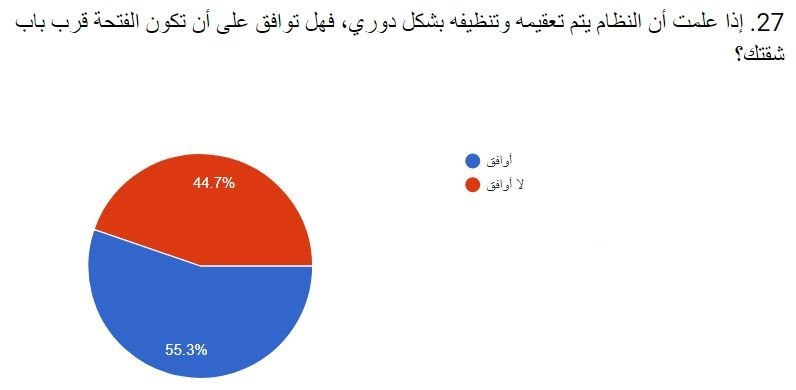 27. إذا علمت أن النظام يتم تعقيمه وتنظيفه بشكل دوري، فهل توافق على أن تكون الفتحة قرب باب
شقتك؟
أوافق
لا أوافق
44.7%
55.3%